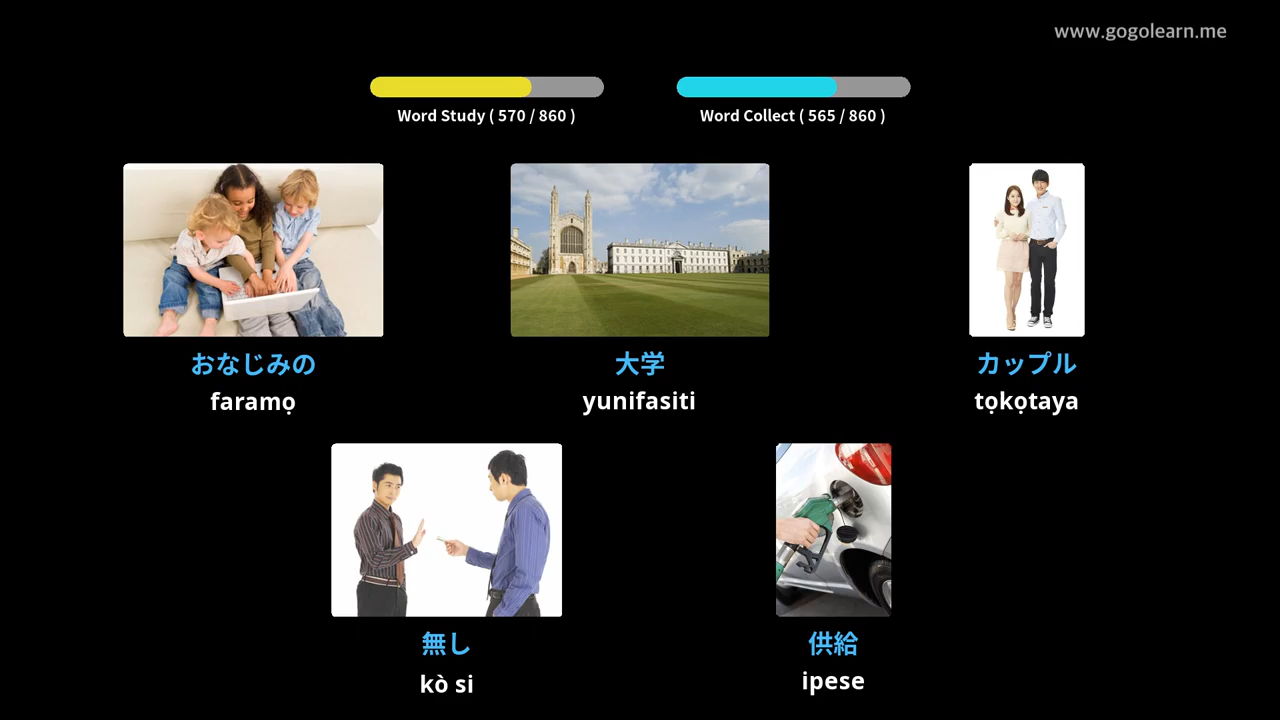 www.gogolearn.me
Word Study ( 570 / 860 )
Word Collect ( 565 / 860 )
おなじみの
faramọ
大学
yunifasiti
カップル
tọkọtaya
無し
kò si
供給
ipese